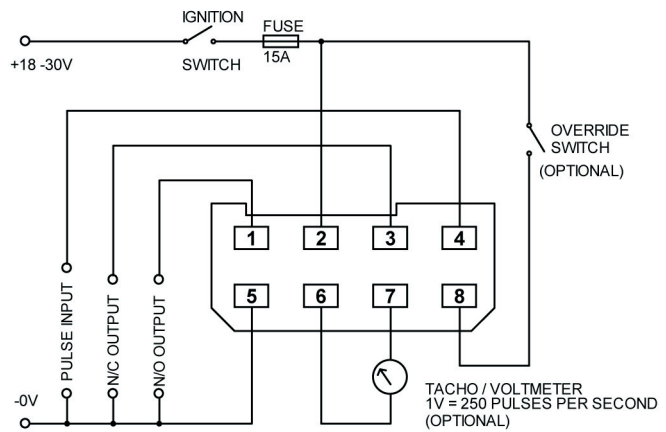 IGNITION
SWITCH
FUSE
15A
+18 -30V
OVERRIDE
SWITCH
(OPTIONAL)
1 2 3 4
5 6 7 8
PULSE INPUT
N/C OUTPUT
N/O OUTPUT
-0V
TACHO / VOLTMETER
1V = 250 PULSES PER SECOND
(OPTIONAL)